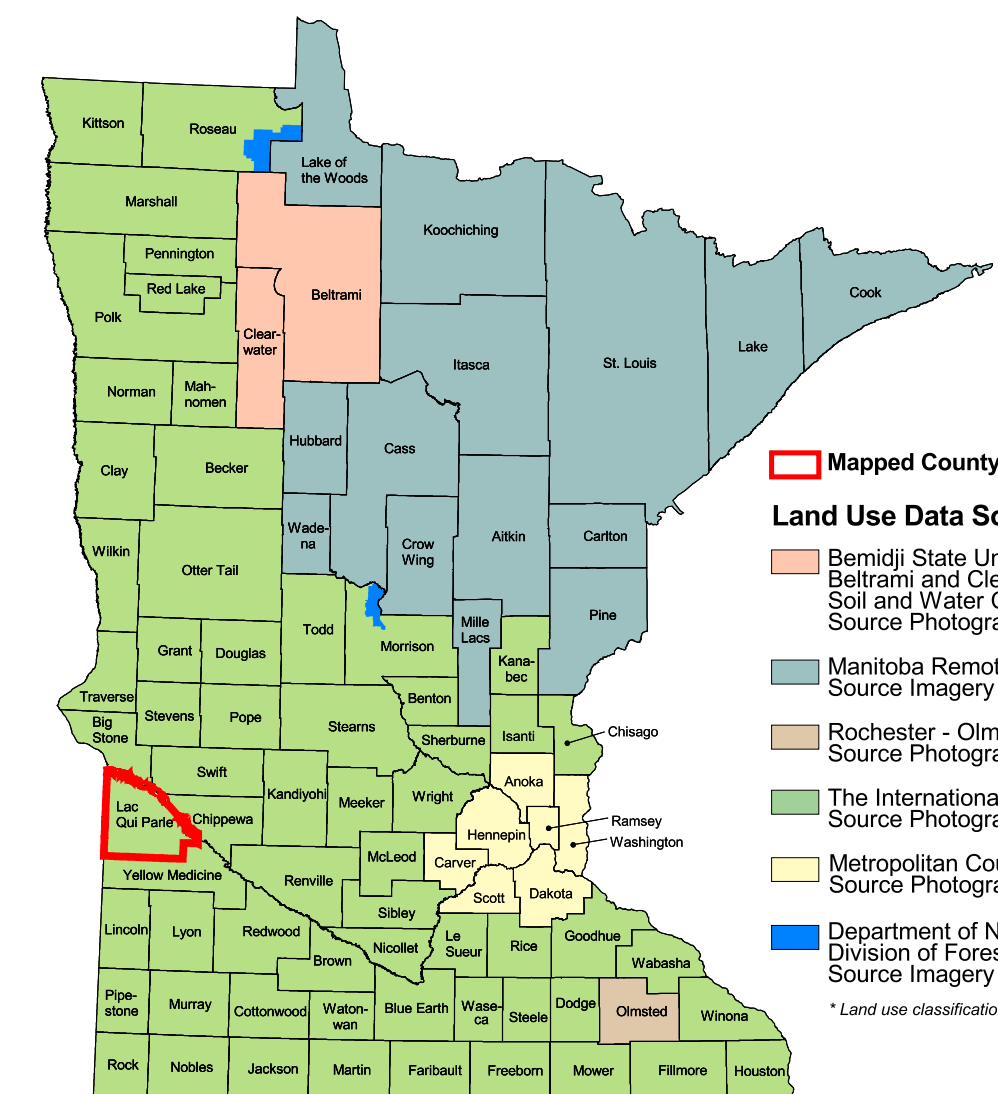 Kittson
Roseau
Lake of
the Woods
Marshall
Koochiching
Pennington
Red Lake
Beltrami
Cook
Polk
Clear-
water
Itasca
St. Louis
Lake
Norman
Mah-
nomen
Hubbard
Cass
Clay
Becker
Wilkin
Otter Tail
Wade-
na
Crow
Wing
Aitkin
Carlton
Todd
Mille
Lacs
Pine
Morrison
Grant
Douglas
Kana-
bec
Traverse
Benton
Stevens
Pope
Stearns
Big
Stone
Sherburne
Isanti
Chisago
Swift
Anoka
Kandiyohi
Meeker
Wright
Lac
Qui Parle
Chippewa
Hennepin
Ramsey
Washington
McLeod
Carver
Yellow Medicine
Renville
Scott
Dakota
Sibley
Lincoln
Lyon
Redwood
Nicollet
Le
Sueur
Rice
Goodhue
Brown
Wabasha
Pipe-
stone
Murray
Cottonwood
Waton-
wan
Blue Earth
Wase-
ca
Steele
Dodge
Olmsted
Winona
Rock
Nobles
Jackson
Martin
Faribault
Freeborn
Mower
Fillmore
Houston
Mapped County
Land Use Data So
Bemidji State Un
Beltrami and Cle
Soil and Water C
Source Photogra
Manitoba Remot
Source Imagery
Rochester - Olm
Source Photogra
The Internationa
Source Photogra
Metropolitan Cou
Source Photogra
Department of N
Division of Fores
Source Imagery
* Land use classificatio